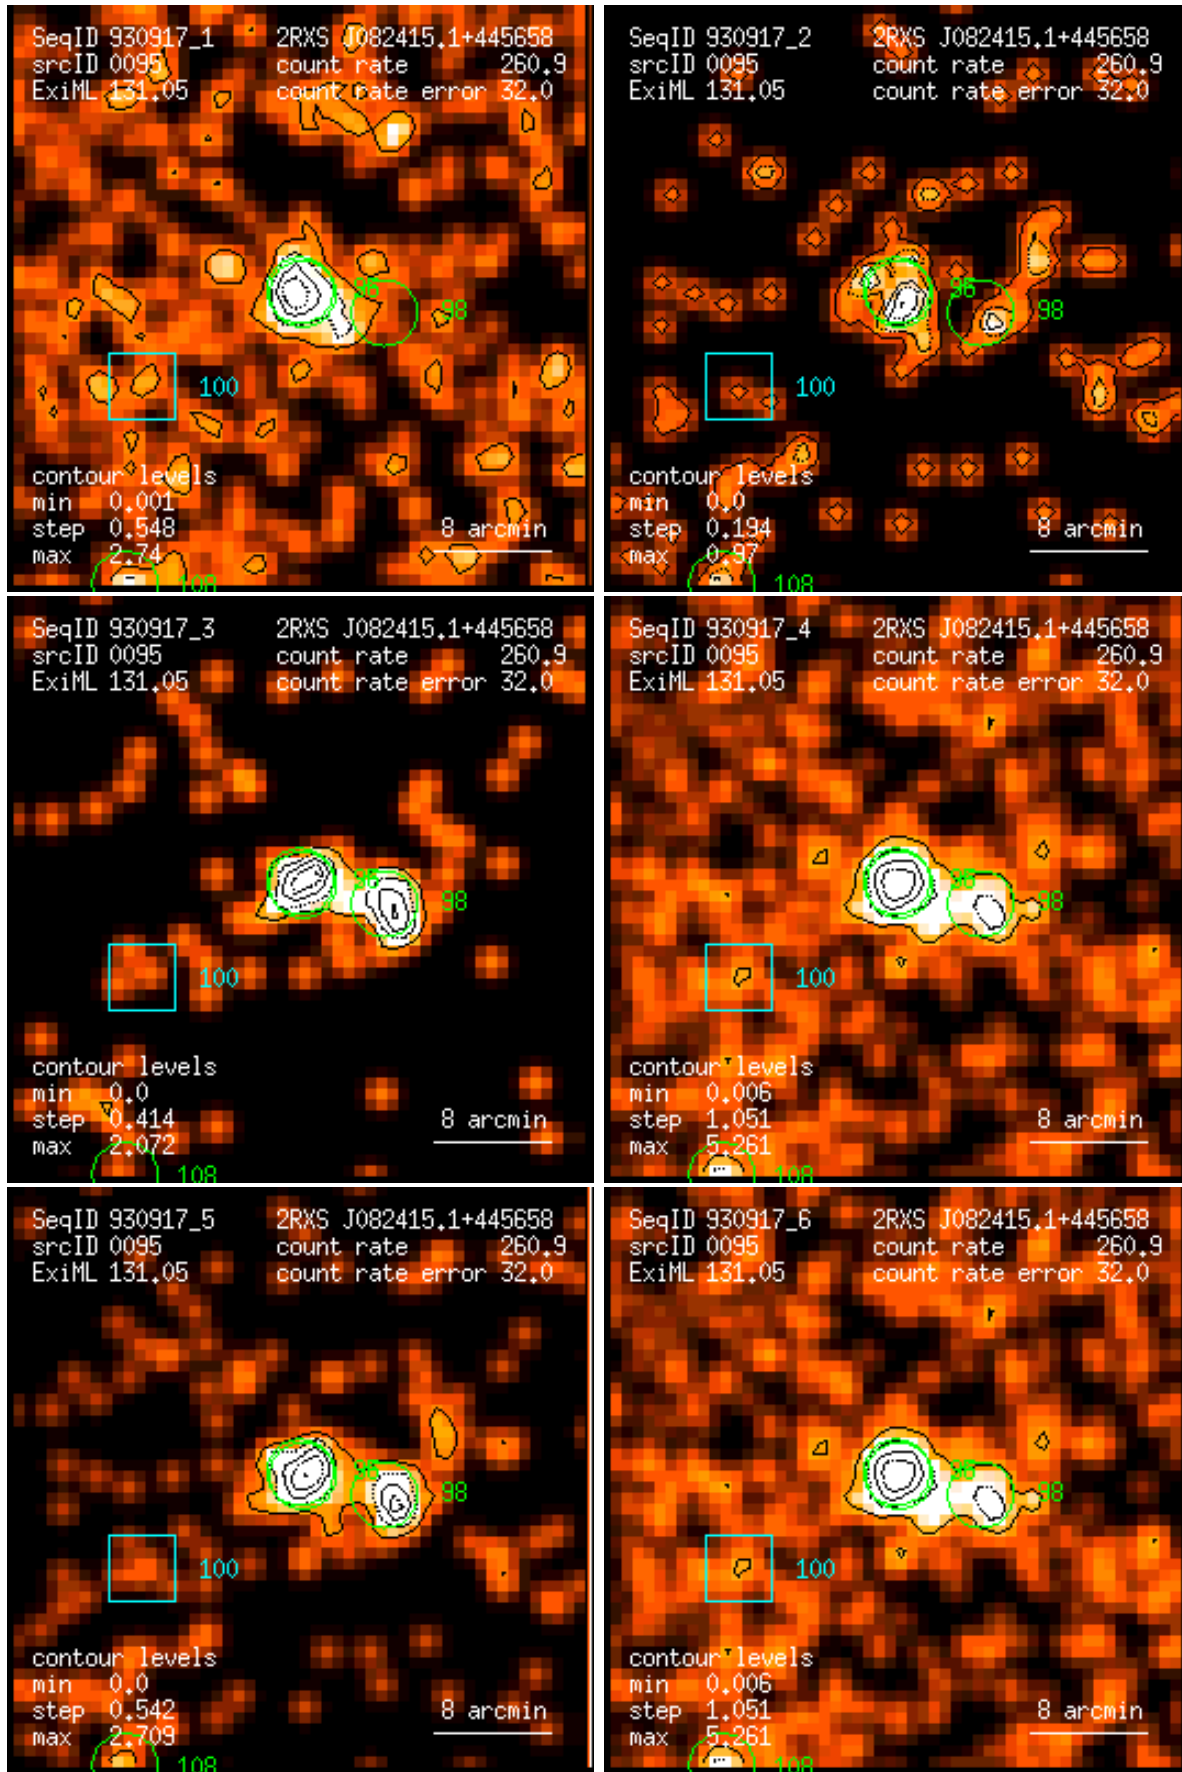 SeqID 930917_1 2RXS J082415.1+445658
srcID 0095 count rate 260.9
ExiML 131.05 count rate error 32.0
96
98
100
contour levels
min 0.001
step 0.548 8 arcmin
max 2.74
108
SeqID 930917_2 2RXS J082415.1+445658
srcID 0095 count rate 260.9
ExiML 131.05 count rate error 32.0
96
98
100
contour levels
min 0.0
step 0.194 8 arcmin
max 0.97
108
SeqID 930917_3 2RXS J082415.1+445658
srcID 0095 count rate 260.9
ExiML 131.05 count rate error 32.0
96
98
100
contour levels
min 0.0
step 0.414 8 arcmin
max 2.072
108
SeqID 930917_4 2RXS J082415.1+445658
srcID 0095 count rate 260.9
ExiML 131.05 count rate error 32.0
96
98
100
contour levels
min 0.006
step 1.051 8 arcmin
max 5.261
108
SeqID 930917_5 2RXS J082415.1+445658
srcID 0095 count rate 260.9
ExiML 131.05 count rate error 32.0
96
98
100
contour levels
min 0.0
step 0.542 8 arcmin
max 2.709
108
SeqID 930917_6 2RXS J082415.1+445658
srcID 0095 count rate 260.9
ExiML 131.05 count rate error 32.0
96
98
100
contour levels
min 0.006
step 1.051 8 arcmin
max 5.261
108